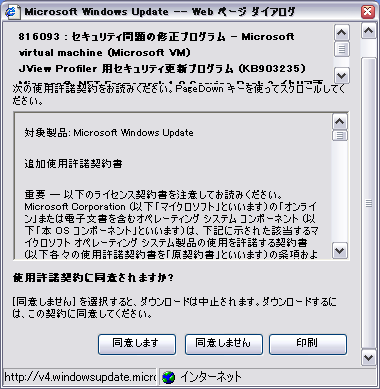 Microsoft Windows Update -- Web ページ ダイアログ
816093 : セキュリティ問題の修正プログラム – Microsoft
virtual machine (Microsoft VM)
JView Profiler 用セキュリティ更新プログラム (KB903235)
次の使用許諾契約をお読みください。PageDown キーを使ってスクロールして
ください。
対象製品: Microsoft Windows Update
追加使用許諾契約書
重要 — 以下のライセンス契約書を注意してお読みください。
Microsoft Corporation (以下「マイクロソフト」といいます) の「オンライ
ン」または電子文書を含むオペレーティング システム コンポーネント (以
下「本 OS コンポーネント」といいます) は、下記に示された該当するマ
イクロソフト オペレーティング システム製品の使用を許諾する契約書
(以下各々の使用許諾契約書を「原契約書」といいます) の条項およ
使用許諾契約に同意されますか?
[同意しません] を選択すると、ダウンロードは中止されます。ダウンロードするに
は、この契約に同意してください。
同意します 同意しません 印刷
http://v4.windowsupdate.micr インターネット